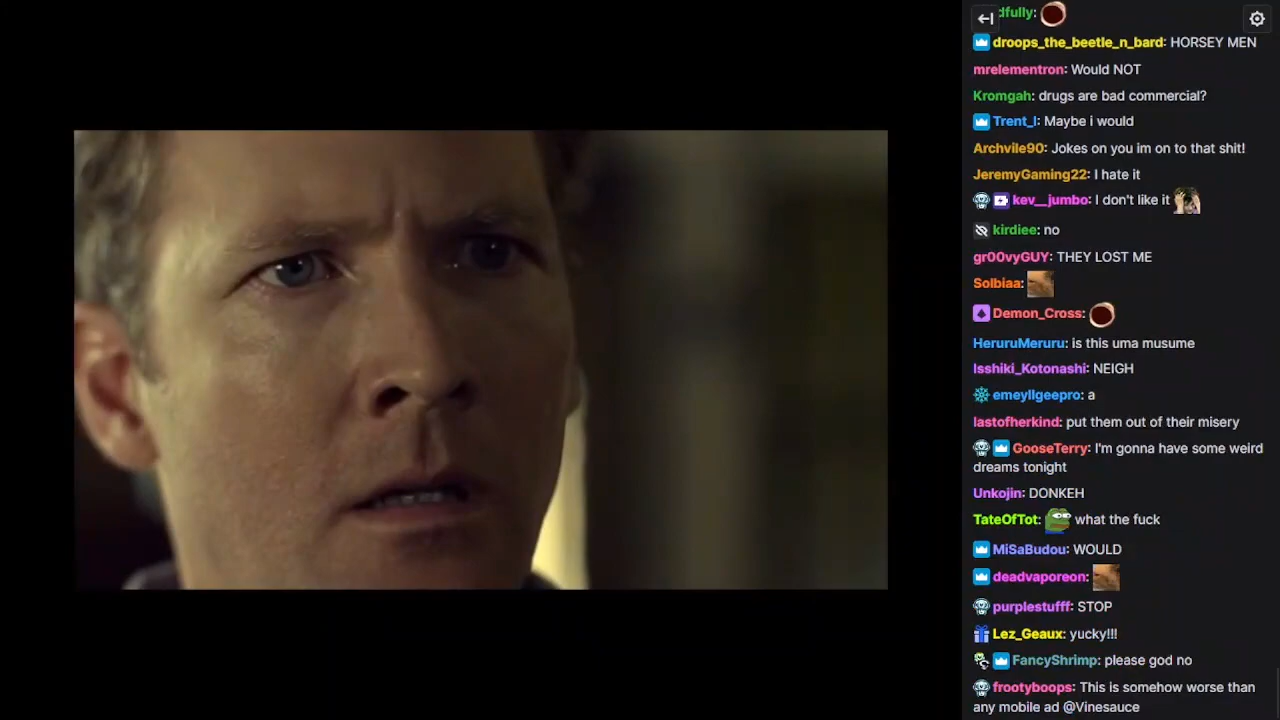 dfully:
droops_the_beetle_n_bard: HORSEY MEN
mrelementron: Would NOT
Kromgah: drugs are bad commercial?
Trent_I: Maybe i would
Archvile90: Jokes on you im on to that shit!
JeremyGaming22: I hate it
kev__jumbo: I don't like it
kirdiee: no
gr00vyGUY: THEY LOST ME
Solbiaa:
Demon_Cross:
HeruruMeruru: is this uma musume
Isshiki_Kotonashi: NEIGH
emeyllgeepro: a
lastofherkind: put them out of their misery
GooseTerry: I'm gonna have some weird
dreams tonight
Unkojin: DONKEH
TateOfTot: what the fuck
MiSaBudou: WOULD
deadvaporeon:
purplestufff: STOP
Lez_Geaux: yucky!!!
FancyShrimp: please god no
frootyboops: This is somehow worse than
any mobile ad @Vinesauce